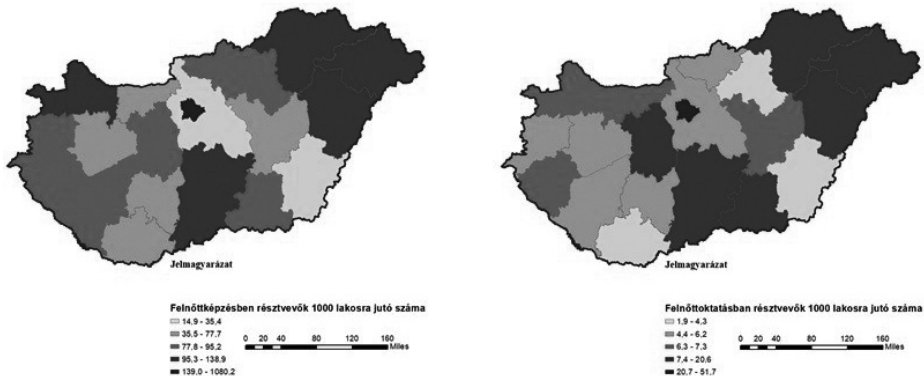 Jelmagyarázat
Felnőttképzésben résztvevők 1000 lakosra jutó száma
14,9 - 35,4
35,5 - 77,7
77,8 - 95,2
95,3 - 138,9
139,0 - 1080,2
0 20 40 80 120 160
Miles
Jelmagyarázat
Felnőttoktatásban résztvevők 1000 lakosra jutó száma
1,9 - 4,3
4,4 - 6,2
6,3 - 7,3
7,4 - 20,6
20,7 - 51,7
0 20 40 80 120 160
Miles